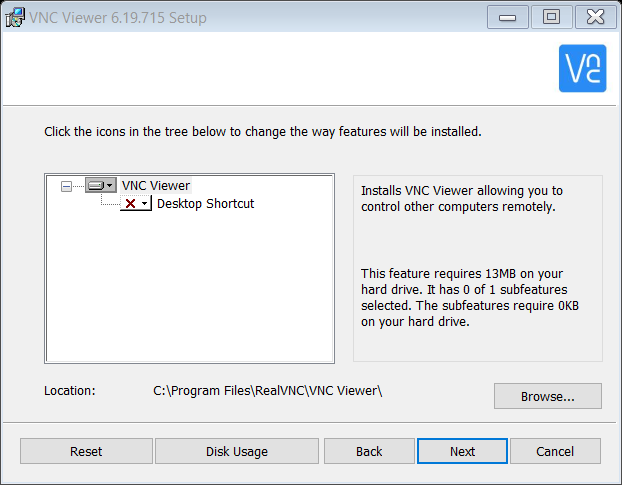 VNC Viewer 6.19.715 Setup
Vnc
Click the icons in the tree below to change the way features will be installed.
VNC Viewer
Desktop Shortcut
Installs VNC Viewer allowing you to
control other computers remotely.
This feature requires 13MB on your
hard drive. It has 0 of 1 subfeatures
selected. The subfeatures require 0KB
on your hard drive.
Location:
C:\Program Files\RealVNC\VNC Viewer\
Browse...
Reset
Disk Usage
Back
Next
Cancel